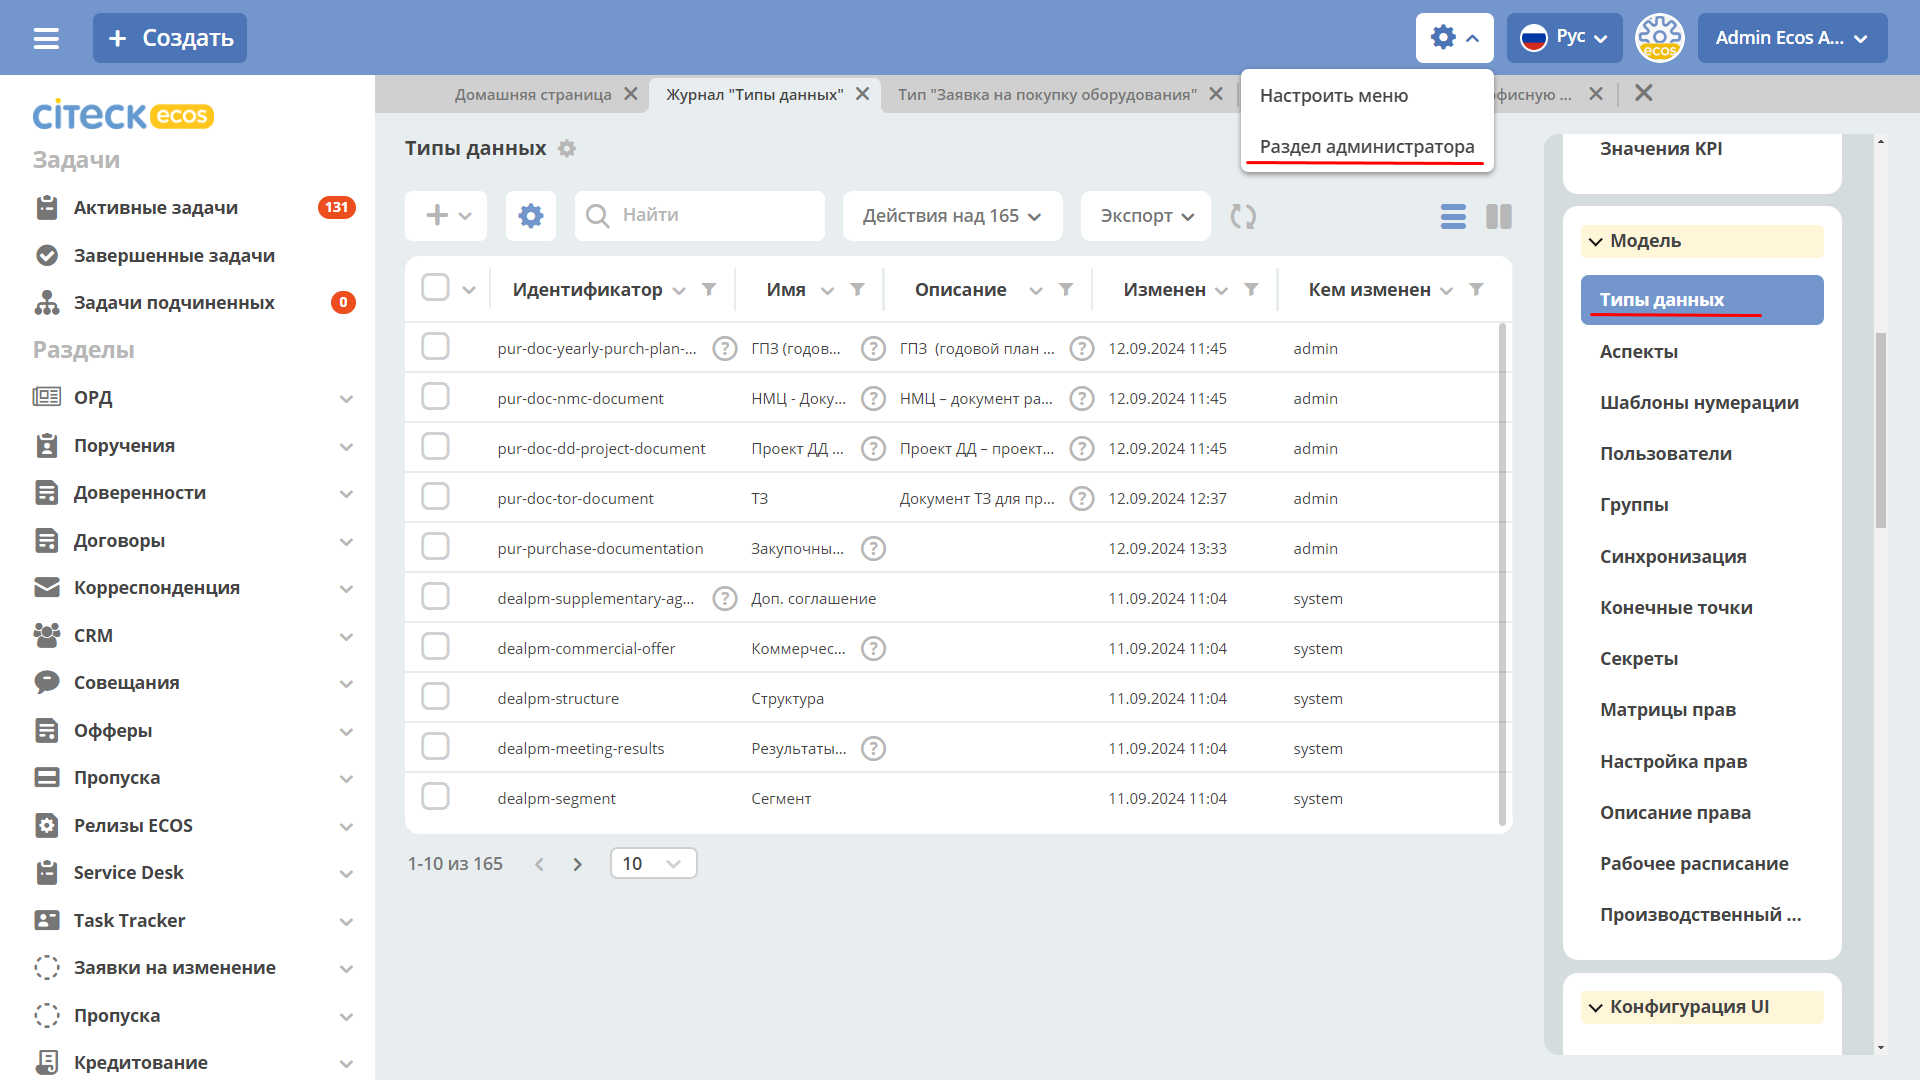 Создать
Рус
ecos
Admin Ecos A...
Настроить меню
Раздел администратора
Домашняя страница
Журнал "Типы данных"
Тип "Заявка на покупку оборудования"
фисную ...
citeck ecos
Задачи
Активные задачи 131
Завершенные задачи
Задачи подчиненных 0
Разделы
ОРД
Поручения
Доверенности
Договоры
Корреспонденция
CRM
Совещания
Офферы
Пропуска
Релизы ECOS
Service Desk
Task Tracker
Заявки на изменение
Пропуска
Кредитование
Типы данных
Найти
Действия над 165
Экспорт
Идентификатор Имя Описание Изменен Кем изменен
pur-doc-yearly-purch-plan-... ? ГПЗ (годов... ? ГПЗ (годовой план ... ? 12.09.2024 11:45 admin
pur-doc-nmc-document НМЦ - Доку... ? НМЦ – документ ра... ? 12.09.2024 11:45 admin
pur-doc-dd-project-document Проект ДД ... ? Проект ДД – проект... ? 12.09.2024 11:45 admin
pur-doc-tor-document ТЗ Документ ТЗ для пр... ? 12.09.2024 12:37 admin
pur-purchase-documentation Закупочны... ? 12.09.2024 13:33 admin
dealpm-supplementary-ag... ? Доп. соглашение 11.09.2024 11:04 system
dealpm-commercial-offer Коммерчес... ? 11.09.2024 11:04 system
dealpm-structure Структура 11.09.2024 11:04 system
dealpm-meeting-results Результаты... ? 11.09.2024 11:04 system
dealpm-segment Сегмент 11.09.2024 11:04 system
1-10 из 165
10
Значения KPI
Модель
Типы данных
Аспекты
Шаблоны нумерации
Пользователи
Группы
Синхронизация
Конечные точки
Секреты
Матрицы прав
Настройка прав
Описание права
Рабочее расписание
Производственный ...
Конфигурация UI